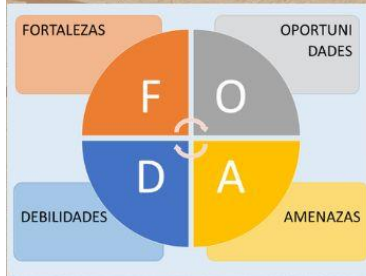 FORTALEZAS
OPORTUNI
DADES
F
O
D
A
DEBILIDADES
AMENAZAS